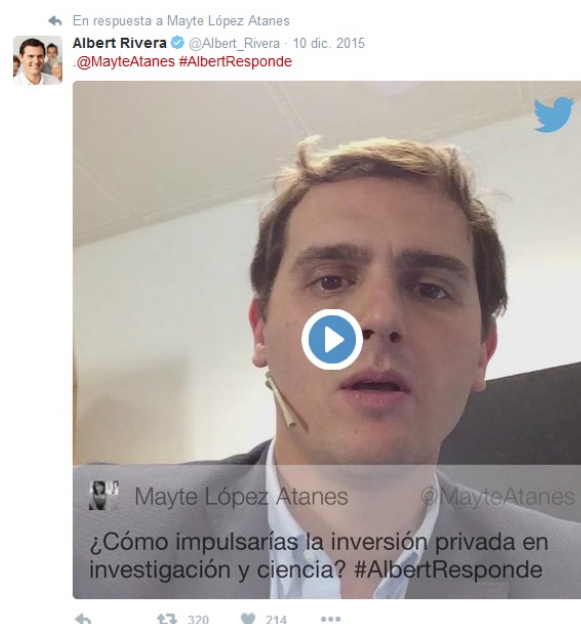 En respuesta a Mayte López Atanes
Albert Rivera @Albert_Rivera · 10 dic. 2015
.@MayteAtanes #AlbertResponde
Mayte López Atanes @MayteAtanes
¿Cómo impulsarías la inversión privada en
investigación y ciencia? #AlbertResponde
320 214